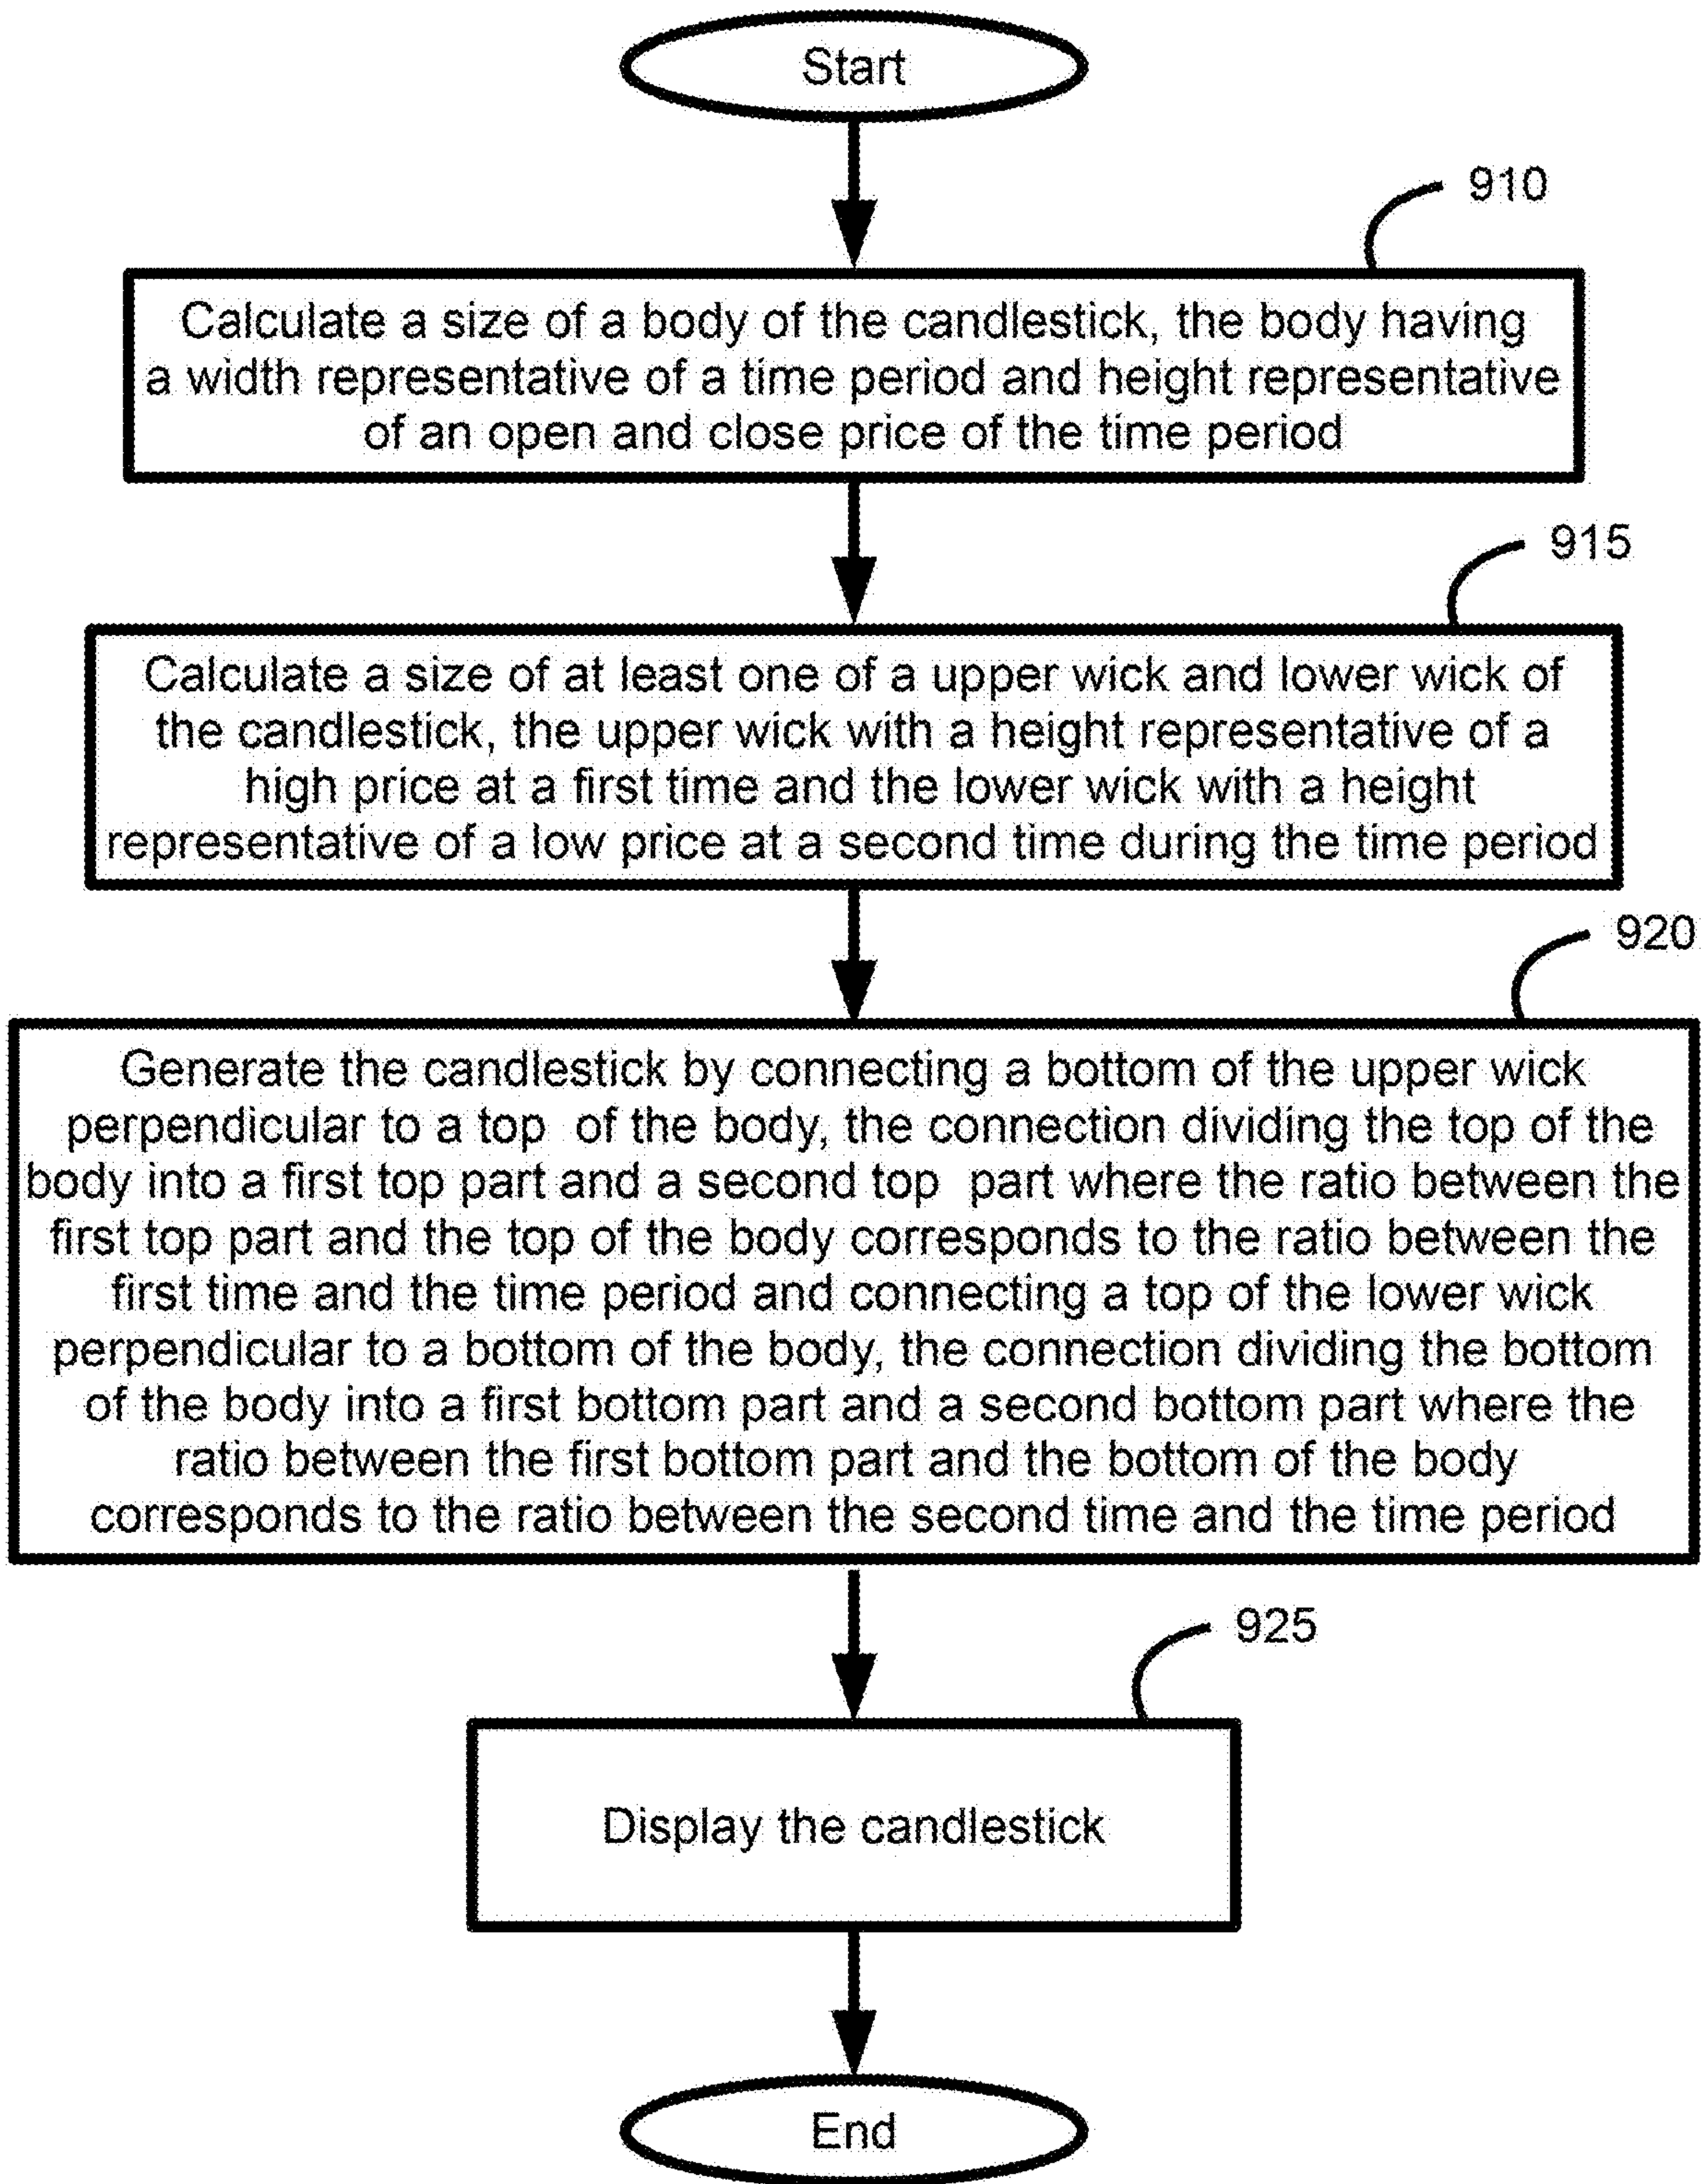 Start
910
Calculate a size of a body of the candlestick, the body having
a width representative of a time period and height representative
of an open and close price of the time period
915
Calculate a size of at least one of a upper wick and lower wick of
the candlestick, the upper wick with a height representative of a
high price at a first time and the lower wick with a height
representative of a low price at a second time during the time period
920
Generate the candlestick by connecting a bottom of the upper wick
perpendicular to a top of the body, the connection dividing the top of the
body into a first top part and a second top part where the ratio between the
first top part and the top of the body corresponds to the ratio between the
first time and the time period and connecting a top of the lower wick
perpendicular to a bottom of the body, the connection dividing the bottom
of the body into a first bottom part and a second bottom part where the
ratio between the first bottom part and the bottom of the body
corresponds to the ratio between the second time and the time period
925
Display the candlestick
End